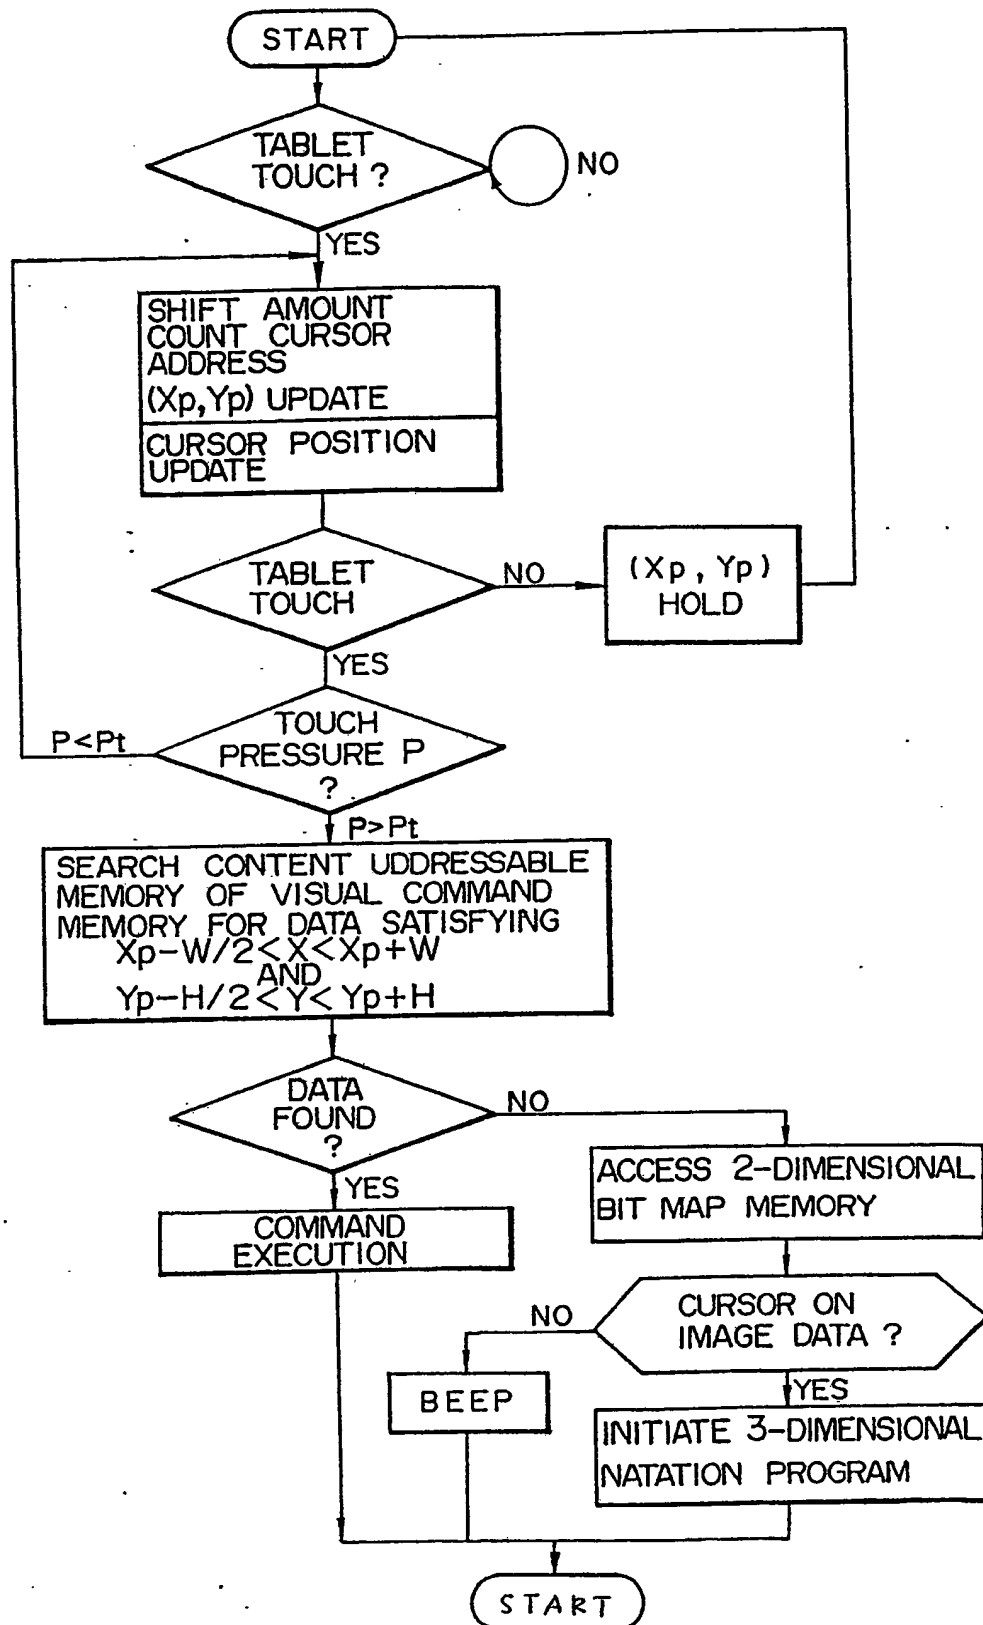 START
TABLET
TOUCH ?
NO
YES
SHIFT AMOUNT
COUNT CURSOR
ADDRESS
(Xp,Yp) UPDATE
CURSOR POSITION
UPDATE
TABLET
TOUCH
NO
(Xp, Yp)
HOLD
YES
TOUCH
PRESSURE P
?
P<Pt
P>Pt
SEARCH CONTENT UDDRESSABLE
MEMORY OF VISUAL COMMAND
MEMORY FOR DATA SATISFYING
Xp-W/2<X<Xp+W
AND
Yp-H/2<Y<Yp+H
DATA
FOUND
?
NO
YES
COMMAND
EXECUTION
ACCESS 2-DIMENSIONAL
BIT MAP MEMORY
CURSOR ON
IMAGE DATA ?
NO
YES
BEEP
INITIATE 3-DIMENSIONAL
NATATION PROGRAM
START